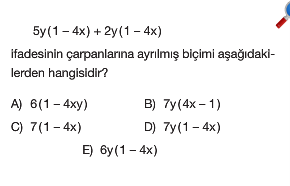 5y(1 – 4x) + 2y(1 – 4x)
ifadesinin çarpanlarına ayrılmış biçimi aşağıdaki-
lerden hangisidir?
A) 6(1 – 4xy) B) 7y(4x – 1)
C) 7(1 – 4x) D) 7y(1 – 4x)
E) 6y(1 – 4x)